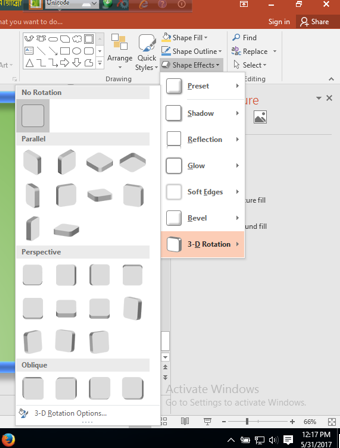 Unicode
hat you want to do...
Sign in
Share
Shape Fill
Shape Outline
Shape Effects
Arrange
Quick
Styles
Find
Replace
Select
Art
Drawing
Editing
No Rotation
Parallel
Perspective
Oblique
3-D Rotation Options...
Preset
Shadow
Reflection
Glow
Soft Edges
Bevel
3-D Rotation
ure
ure fill
und fill
Activate Windows
Go to Settings to activate Windows.
66%
12:17 PM
5/31/2017